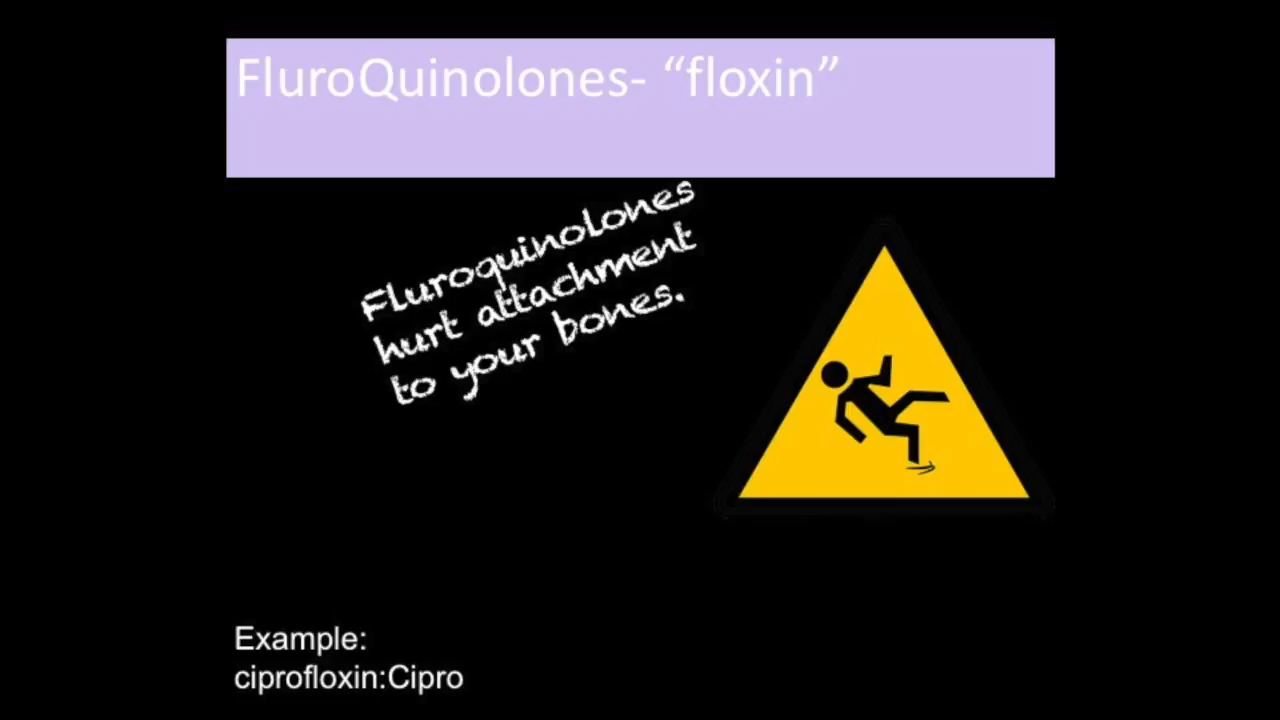 FluroQuinolones- “floxin”
Fluroquinolones
hurt attachment
to your bones.
Example:
ciprofloxin:Cipro